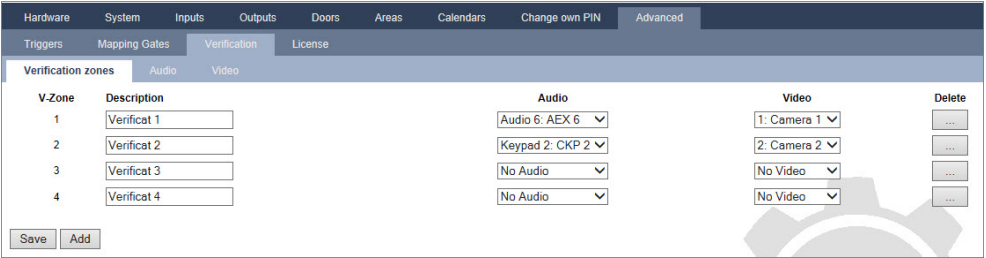 Hardware System Inputs Outputs Doors Areas Calendars Change own PIN Advanced
Triggers Mapping Gates Verification License
Verification zones Audio Video
V-Zone Description Audio Video Delete
1 Verificat 1 Audio 6: AEX 6 1: Camera 1 ...
2 Verificat 2 Keypad 2: CKP 2 2: Camera 2 ...
3 Verificat 3 No Audio No Video ...
4 Verificat 4 No Audio No Video ...
Save Add